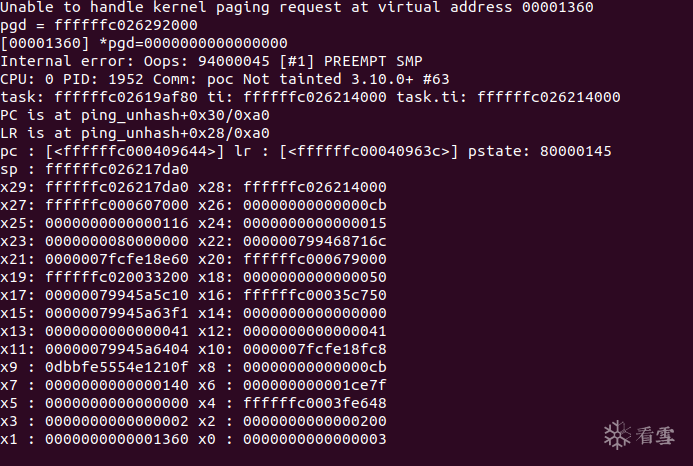 Unable to handle kernel paging request at virtual address 00001360
pgd = ffffffc026292000
[00001360] *pgd=0000000000000000
Internal error: Oops: 94000045 [#1] PREEMPT SMP
CPU: 0 PID: 1952 Comm: poc Not tainted 3.10.0+ #63
task: ffffffc02619af80 ti: ffffffc026214000 task.ti: ffffffc026214000
PC is at ping_unhash+0x30/0xa0
LR is at ping_unhash+0x28/0xa0
pc : [<ffffffc000409644>] lr : [<ffffffc00040963c>] pstate: 80000145
sp : ffffffc026217da0
x29: ffffffc026217da0 x28: ffffffc026214000
x27: ffffffc000607000 x26: 00000000000000cb
x25: 0000000000000116 x24: 0000000000000015
x23: 0000000080000000 x22: 000000799468716c
x21: 0000007fcfe18e60 x20: ffffffc000679000
x19: ffffffc020033200 x18: 0000000000000050
x17: 00000079945a5c10 x16: ffffffc00035c750
x15: 00000079945a63f1 x14: 0000000000000000
x13: 0000000000000041 x12: 0000000000000041
x11: 00000079945a6404 x10: 0000007fcfe18fc8
x9 : 0dbbfe5554e1210f x8 : 00000000000000cb
x7 : 0000000000000140 x6 : 000000000001ce7f
x5 : 0000000000000000 x4 : ffffffc0003fe648
x3 : 0000000000000002 x2 : 0000000000000200
x1 : 0000000000001360 x0 : 0000000000000003
看雪